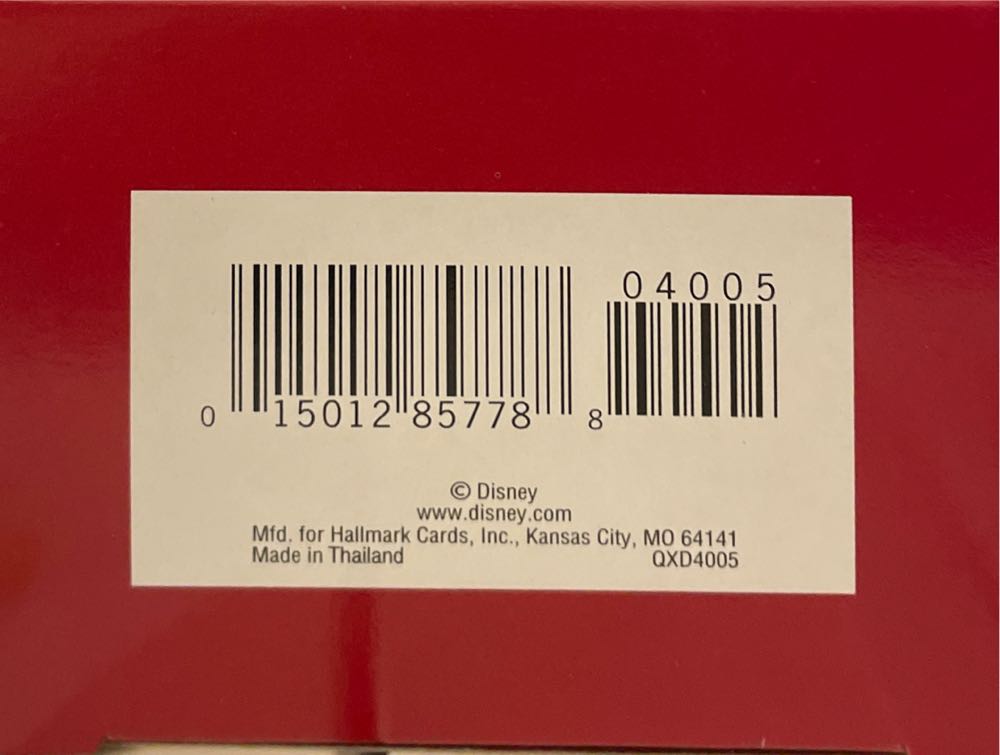 04005
0 15012 85778 8
© Disney
www.disney.com
Mfd. for Hallmark Cards, Inc., Kansas City, MO 64141
Made in Thailand QXD4005